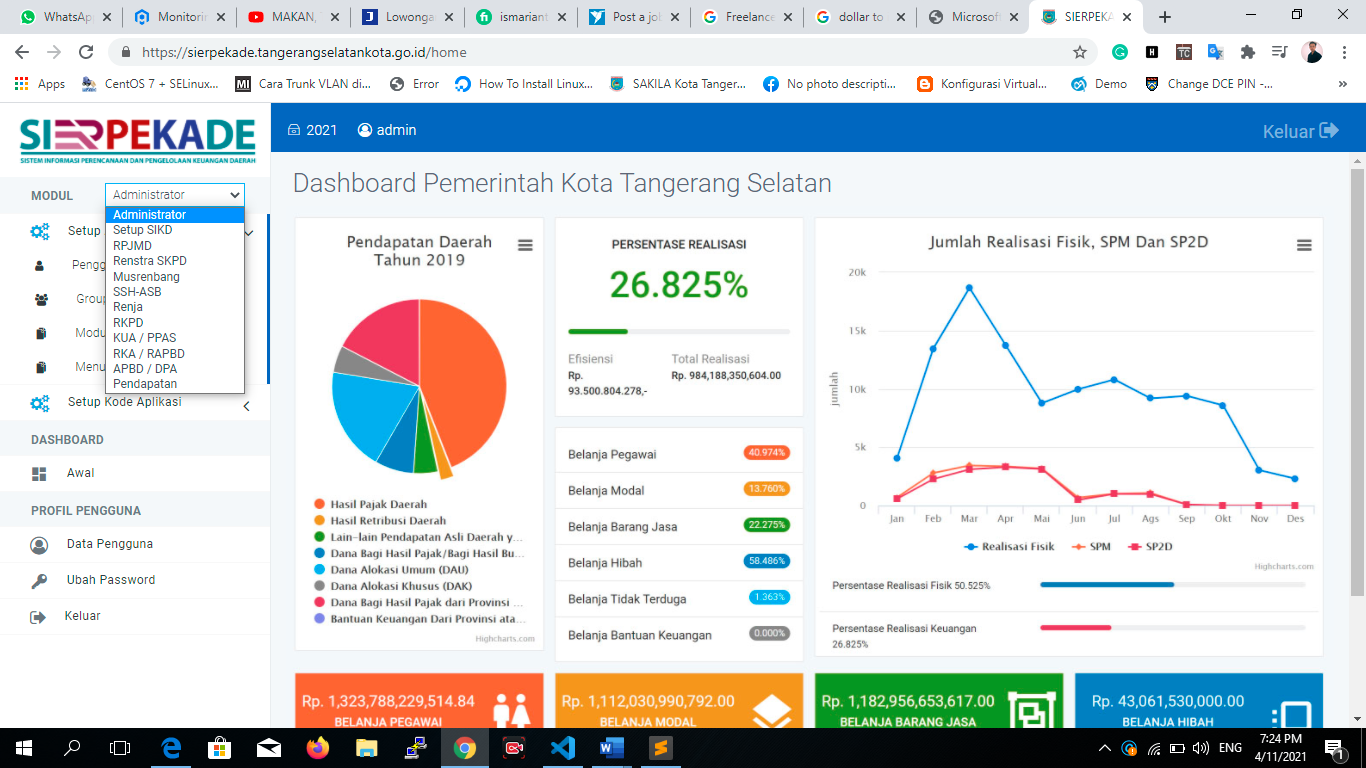 WhatsAp
Monitorin
MAKAN,
Lowonga
ismariant
Post a jo
Freelance
dollar to
Microsof
SIERPEKA
https://sierpekade.tangerangselatankota.go.id/home
Apps
CentOS 7 + SELinux...
Cara Trunk VLAN di...
Error
How To Install Linux...
SAKILA Kota Tanger...
No photo descripti...
Konfigurasi Virtual...
Demo
Change DCE PIN -...
»
SIERPEKADE
SISTEM INFORMASI PERENCANAAN DAN PENGELOLAAN KEUANGAN DAERAH
2021
admin
Keluar
MODUL
Administrator
Administrator
Setup SIKD
RPJMD
Renstra SKPD
Musrenbang
SSH-ASB
Renja
RKPD
KUA / PPAS
RKA / RAPBD
APBD / DPA
Pendapatan
Setup
Pengg
Group
Modu
Menu
Setup Kode Aplikasi
DASHBOARD
Awal
PROFIL PENGGUNA
Data Pengguna
Ubah Password
Keluar
Dashboard Pemerintah Kota Tangerang Selatan
Pendapatan Daerah
Tahun 2019
Hasil Pajak Daerah
Hasil Retribusi Daerah
Lain-lain Pendapatan Asli Daerah y...
Dana Bagi Hasil Pajak/Bagi Hasil Bu...
Dana Alokasi Umum (DAU)
Dana Alokasi Khusus (DAK)
Dana Bagi Hasil Pajak dari Provinsi ...
Bantuan Keuangan Dari Provinsi ata...
Highcharts.com
PERSENTASE REALISASI
26.825%
Efisiensi
Rp.
93.500.804.278,-
Total Realisasi
Rp. 984,188,350,604.00
Belanja Pegawai 40.974%
Belanja Modal 13.760%
Belanja Barang Jasa 22.275%
Belanja Hibah 58.486%
Belanja Tidak Terduga 1.363%
Belanja Bantuan Keuangan 0.000%
Jumlah Realisasi Fisik, SPM Dan SP2D
jumlah
20k
15k
10k
5k
0
Jan Feb Mar Apr Mai Jun Jul Ags Sep Okt Nov Des
Realisasi Fisik SPM SP2D
Highcharts.com
Persentase Realisasi Fisik 50.525%
Persentase Realisasi Keuangan
26.825%
Rp. 1,323,788,229,514.84
BELANJA PEGAWAI
Rp. 1,112,030,990,792.00
BELANJA MODAL
Rp. 1,182,956,653,617.00
BELANJA BARANG JASA
Rp. 43,061,530,000.00
BELANJA HIBAH
ENG
7:24 PM
4/11/2021
1